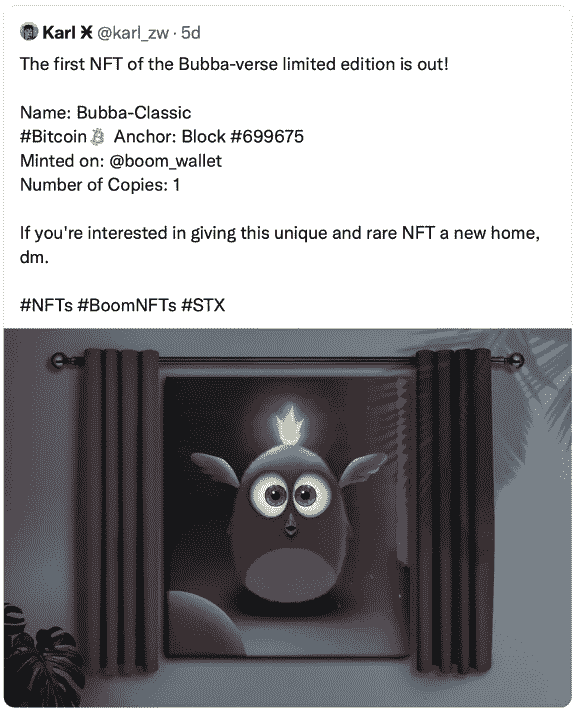 Karl Ӿ @karl_zw · 5d
The first NFT of the Bubba-verse limited edition is out!
Name: Bubba-Classic
#Bitcoin₿ Anchor: Block #699675
Minted on: @boom_wallet
Number of Copies: 1
If you're interested in giving this unique and rare NFT a new home,
dm.
#NFTs #BoomNFTs #STX